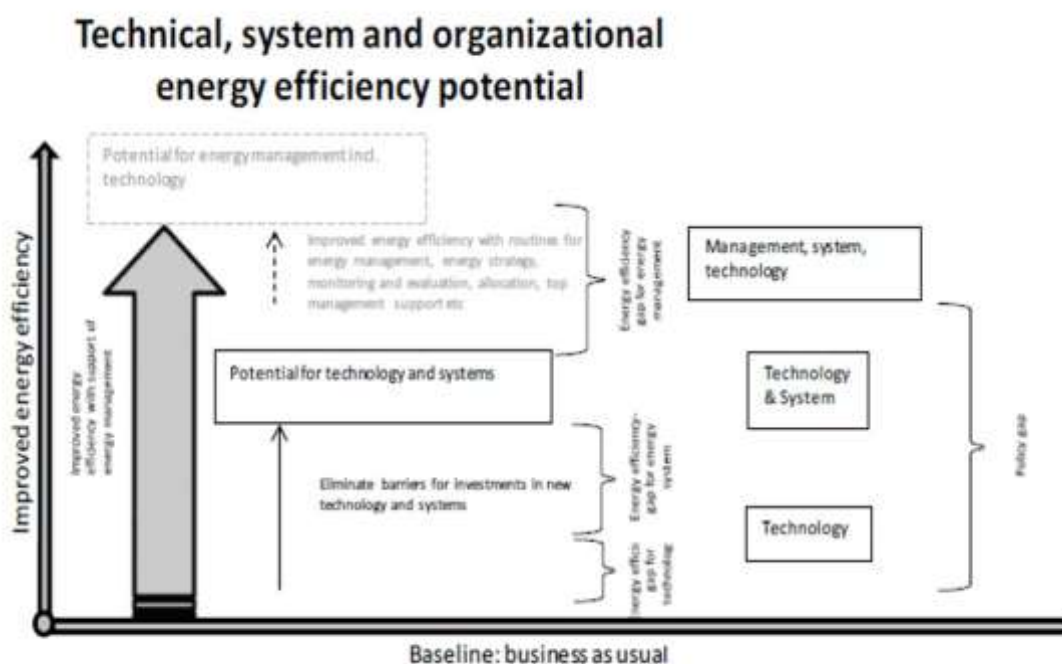 Technical, system and organizational
energy efficiency potential
Potential for energy management incl.
technology
Improved energy efficiency with routines for
energy management, energy strategy,
monitoring and evaluation, allocation, top
management support etc
Energy efficiency
gap for energy
management
Management, system,
technology
Improved energy efficiency
Improved energy
efficiency with support of
energy management
Potential for technology and systems
Technology
& System
Eliminate barriers for investments in new
technology and systems
Energy efficiency-
gap for energy
system
Policy gap
Technology
gap for
Baseline: business as usual